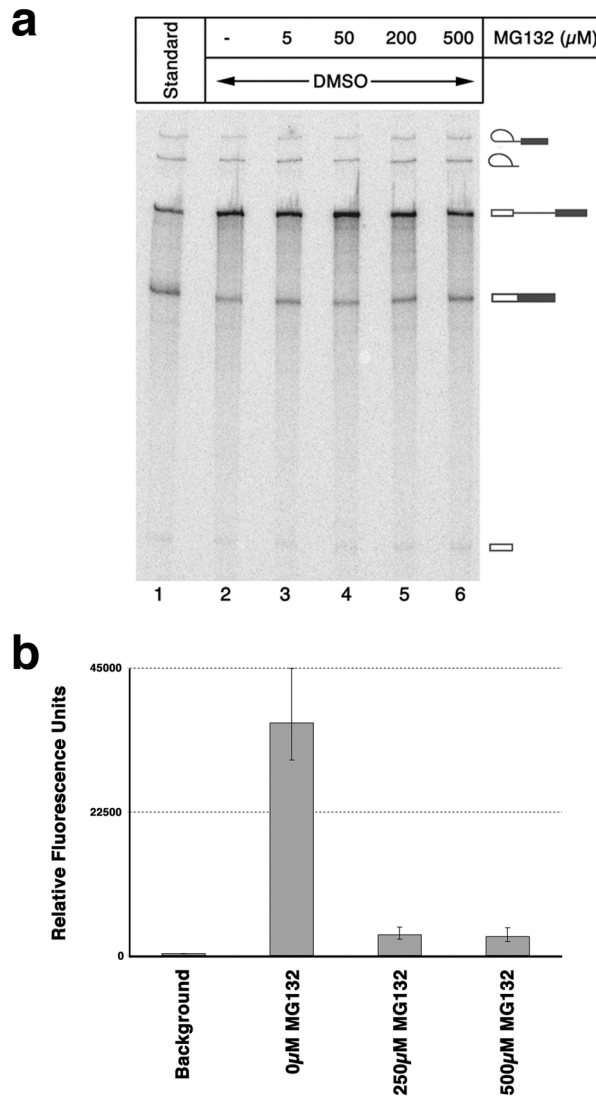 a
Standard
- 5 50 200 500 MG132 (µM)
DMSO
1 2 3 4 5 6
b
Relative Fluorescence Units
45000
22500
0
Background
0µM MG132
250µM MG132
500µM MG132